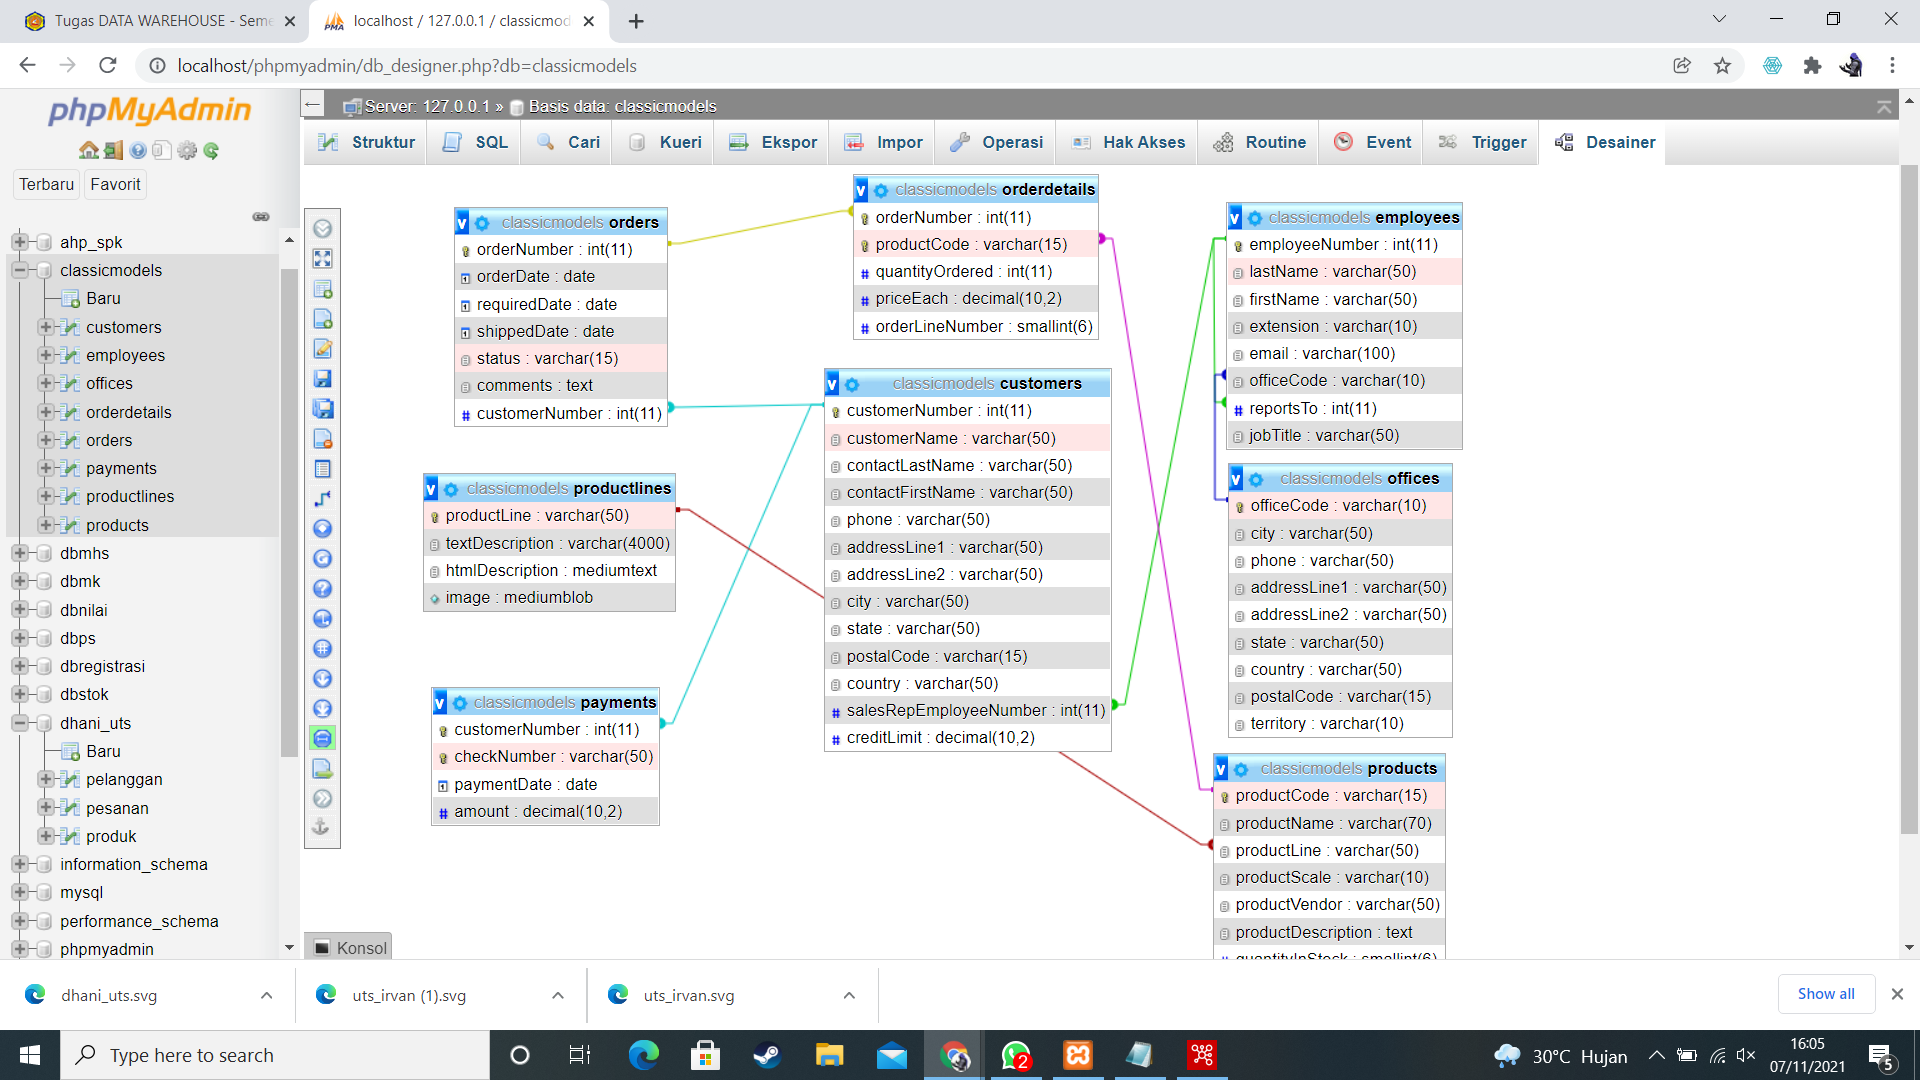 Tugas DATA WAREHOUSE - Seme
localhost / 127.0.0.1 / classicmod
localhost/phpmyadmin/db_designer.php?db=classicmodels
phpMyAdmin
Terbaru
Favorit
ahp_spk
classicmodels
Baru
customers
employees
offices
orderdetails
orders
payments
productlines
products
dbmhs
dbmk
dbnilai
dbps
dbregistrasi
dbstok
dhani_uts
Baru
pelanggan
pesanan
produk
information_schema
mysql
performance_schema
phpmyadmin
Server: 127.0.0.1 » Basis data: classicmodels
Struktur
SQL
Cari
Kueri
Ekspor
Impor
Operasi
Hak Akses
Routine
Event
Trigger
Desainer
v classicmodels orders
orderNumber : int(11)
orderDate : date
requiredDate : date
shippedDate : date
status : varchar(15)
comments : text
# customerNumber : int(11)
v classicmodels productlines
productLine : varchar(50)
textDescription : varchar(4000)
htmlDescription : mediumtext
image : mediumblob
v classicmodels payments
customerNumber : int(11)
checkNumber : varchar(50)
paymentDate : date
# amount : decimal(10,2)
v classicmodels orderdetails
orderNumber : int(11)
productCode : varchar(15)
# quantityOrdered : int(11)
# priceEach : decimal(10,2)
# orderLineNumber : smallint(6)
v classicmodels customers
customerNumber : int(11)
customerName : varchar(50)
contactLastName : varchar(50)
contactFirstName : varchar(50)
phone : varchar(50)
addressLine1 : varchar(50)
addressLine2 : varchar(50)
city : varchar(50)
state : varchar(50)
postalCode : varchar(15)
country : varchar(50)
# salesRepEmployeeNumber : int(11)
# creditLimit : decimal(10,2)
v classicmodels employees
employeeNumber : int(11)
lastName : varchar(50)
firstName : varchar(50)
extension : varchar(10)
email : varchar(100)
officeCode : varchar(10)
# reportsTo : int(11)
jobTitle : varchar(50)
v classicmodels offices
officeCode : varchar(10)
city : varchar(50)
phone : varchar(50)
addressLine1 : varchar(50)
addressLine2 : varchar(50)
state : varchar(50)
country : varchar(50)
postalCode : varchar(15)
territory : varchar(10)
v classicmodels products
productCode : varchar(15)
productName : varchar(70)
productLine : varchar(50)
productScale : varchar(10)
productVendor : varchar(50)
productDescription : text
# quantityInStock : smallint(6)
Konsol
dhani_uts.svg
uts_irvan (1).svg
uts_irvan.svg
Show all
Type here to search
2
30°C Hujan
16:05
07/11/2021
5